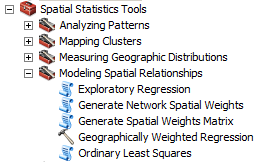 Spatial Statistics Tools
Analyzing Patterns
Mapping Clusters
Measuring Geographic Distributions
Modeling Spatial Relationships
Exploratory Regression
Generate Network Spatial Weights
Generate Spatial Weights Matrix
Geographically Weighted Regression
Ordinary Least Squares